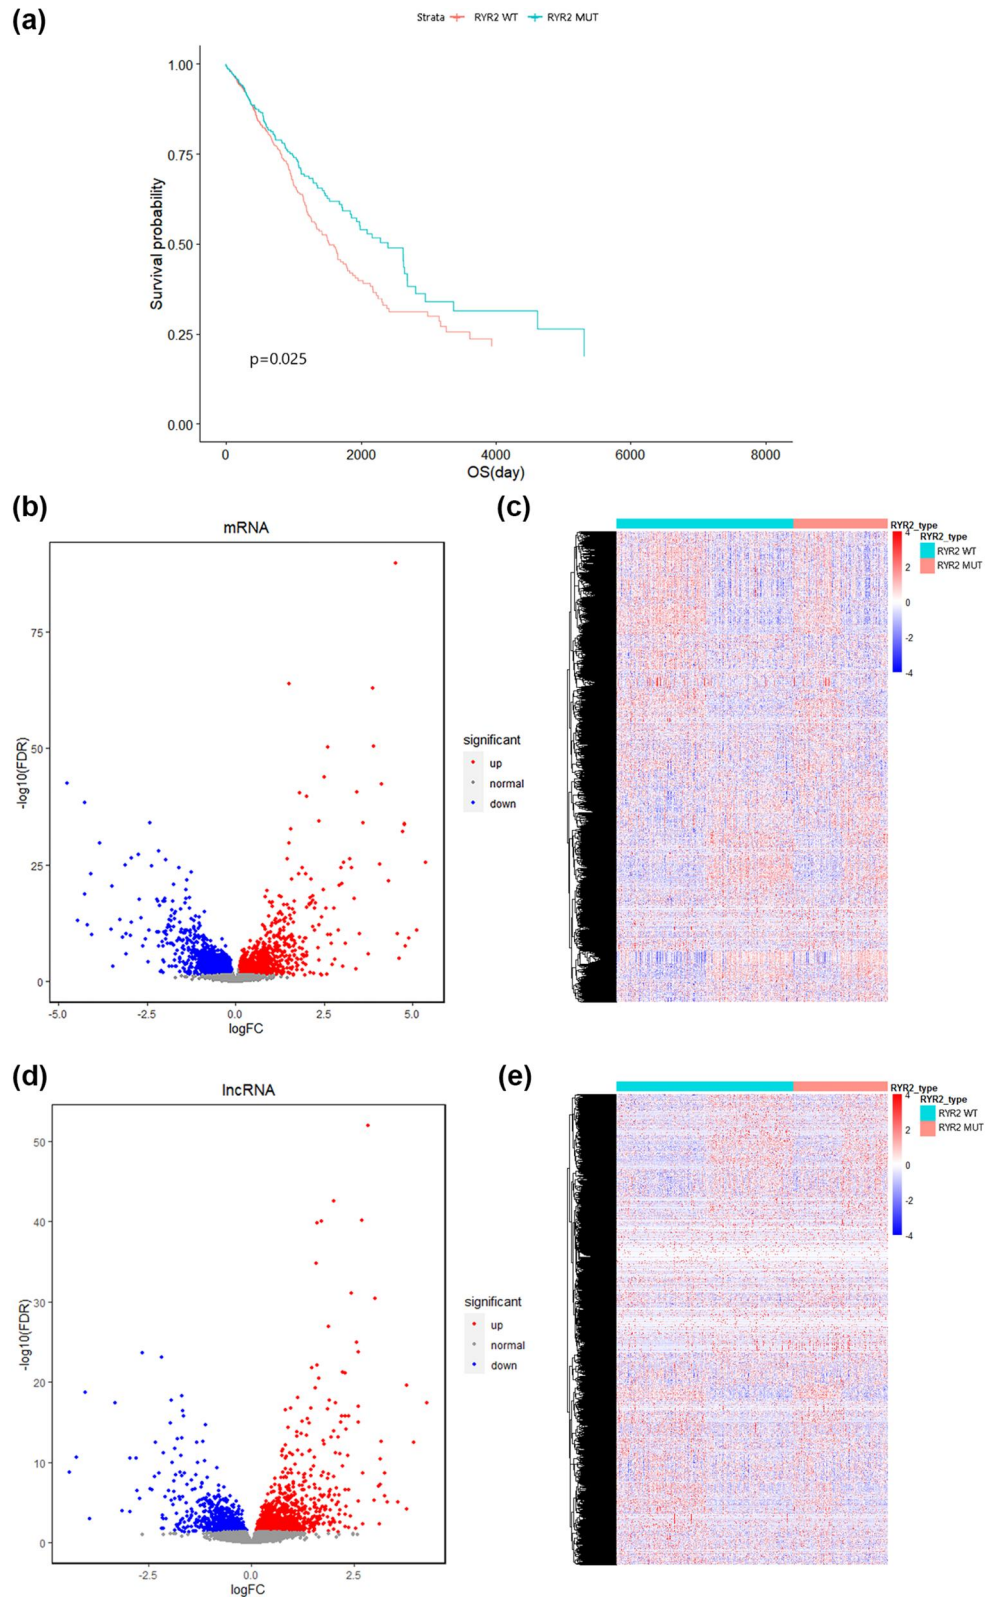 (a)
Strata RYR2 WT RYR2 MUT
Survival probability
1.00
0.75
0.50
0.25
0.00
p=0.025
0 2000 4000 6000 8000
OS(day)
(b)
mRNA
-log10(FDR)
75
50
25
0
-5.0 -2.5 0.0 2.5 5.0
logFC
significant
up
normal
down
(c)
RYR2_type
4
2
0
-2
-4
RYR2_type
RYR2 WT
RYR2 MUT
(d)
lncRNA
-log10(FDR)
50
40
30
20
10
0
-2.5 0.0 2.5
logFC
significant
up
normal
down
(e)
RYR2_type
4
2
0
-2
-4
RYR2_type
RYR2 WT
RYR2 MUT